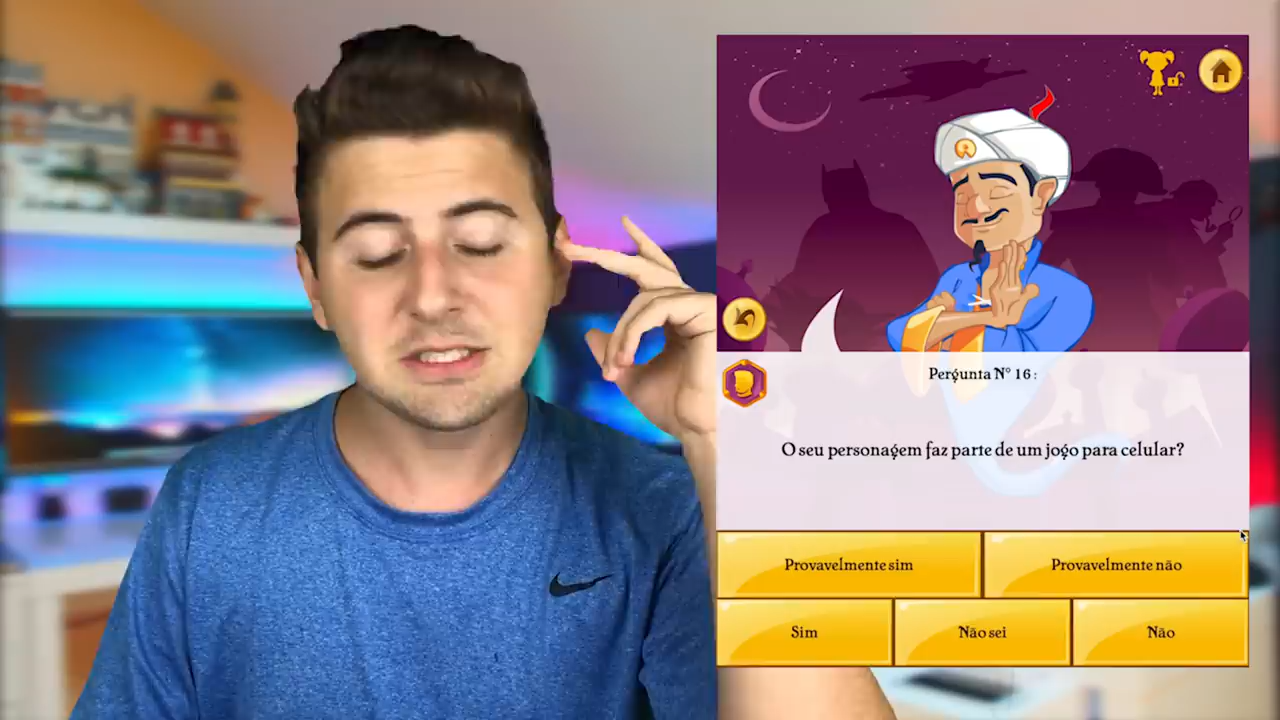 Pergunta Nº 16 :
O seu personagem faz parte de um jogo para celular?
Provavelmente sim
Provavelmente não
Sim
Não sei
Não